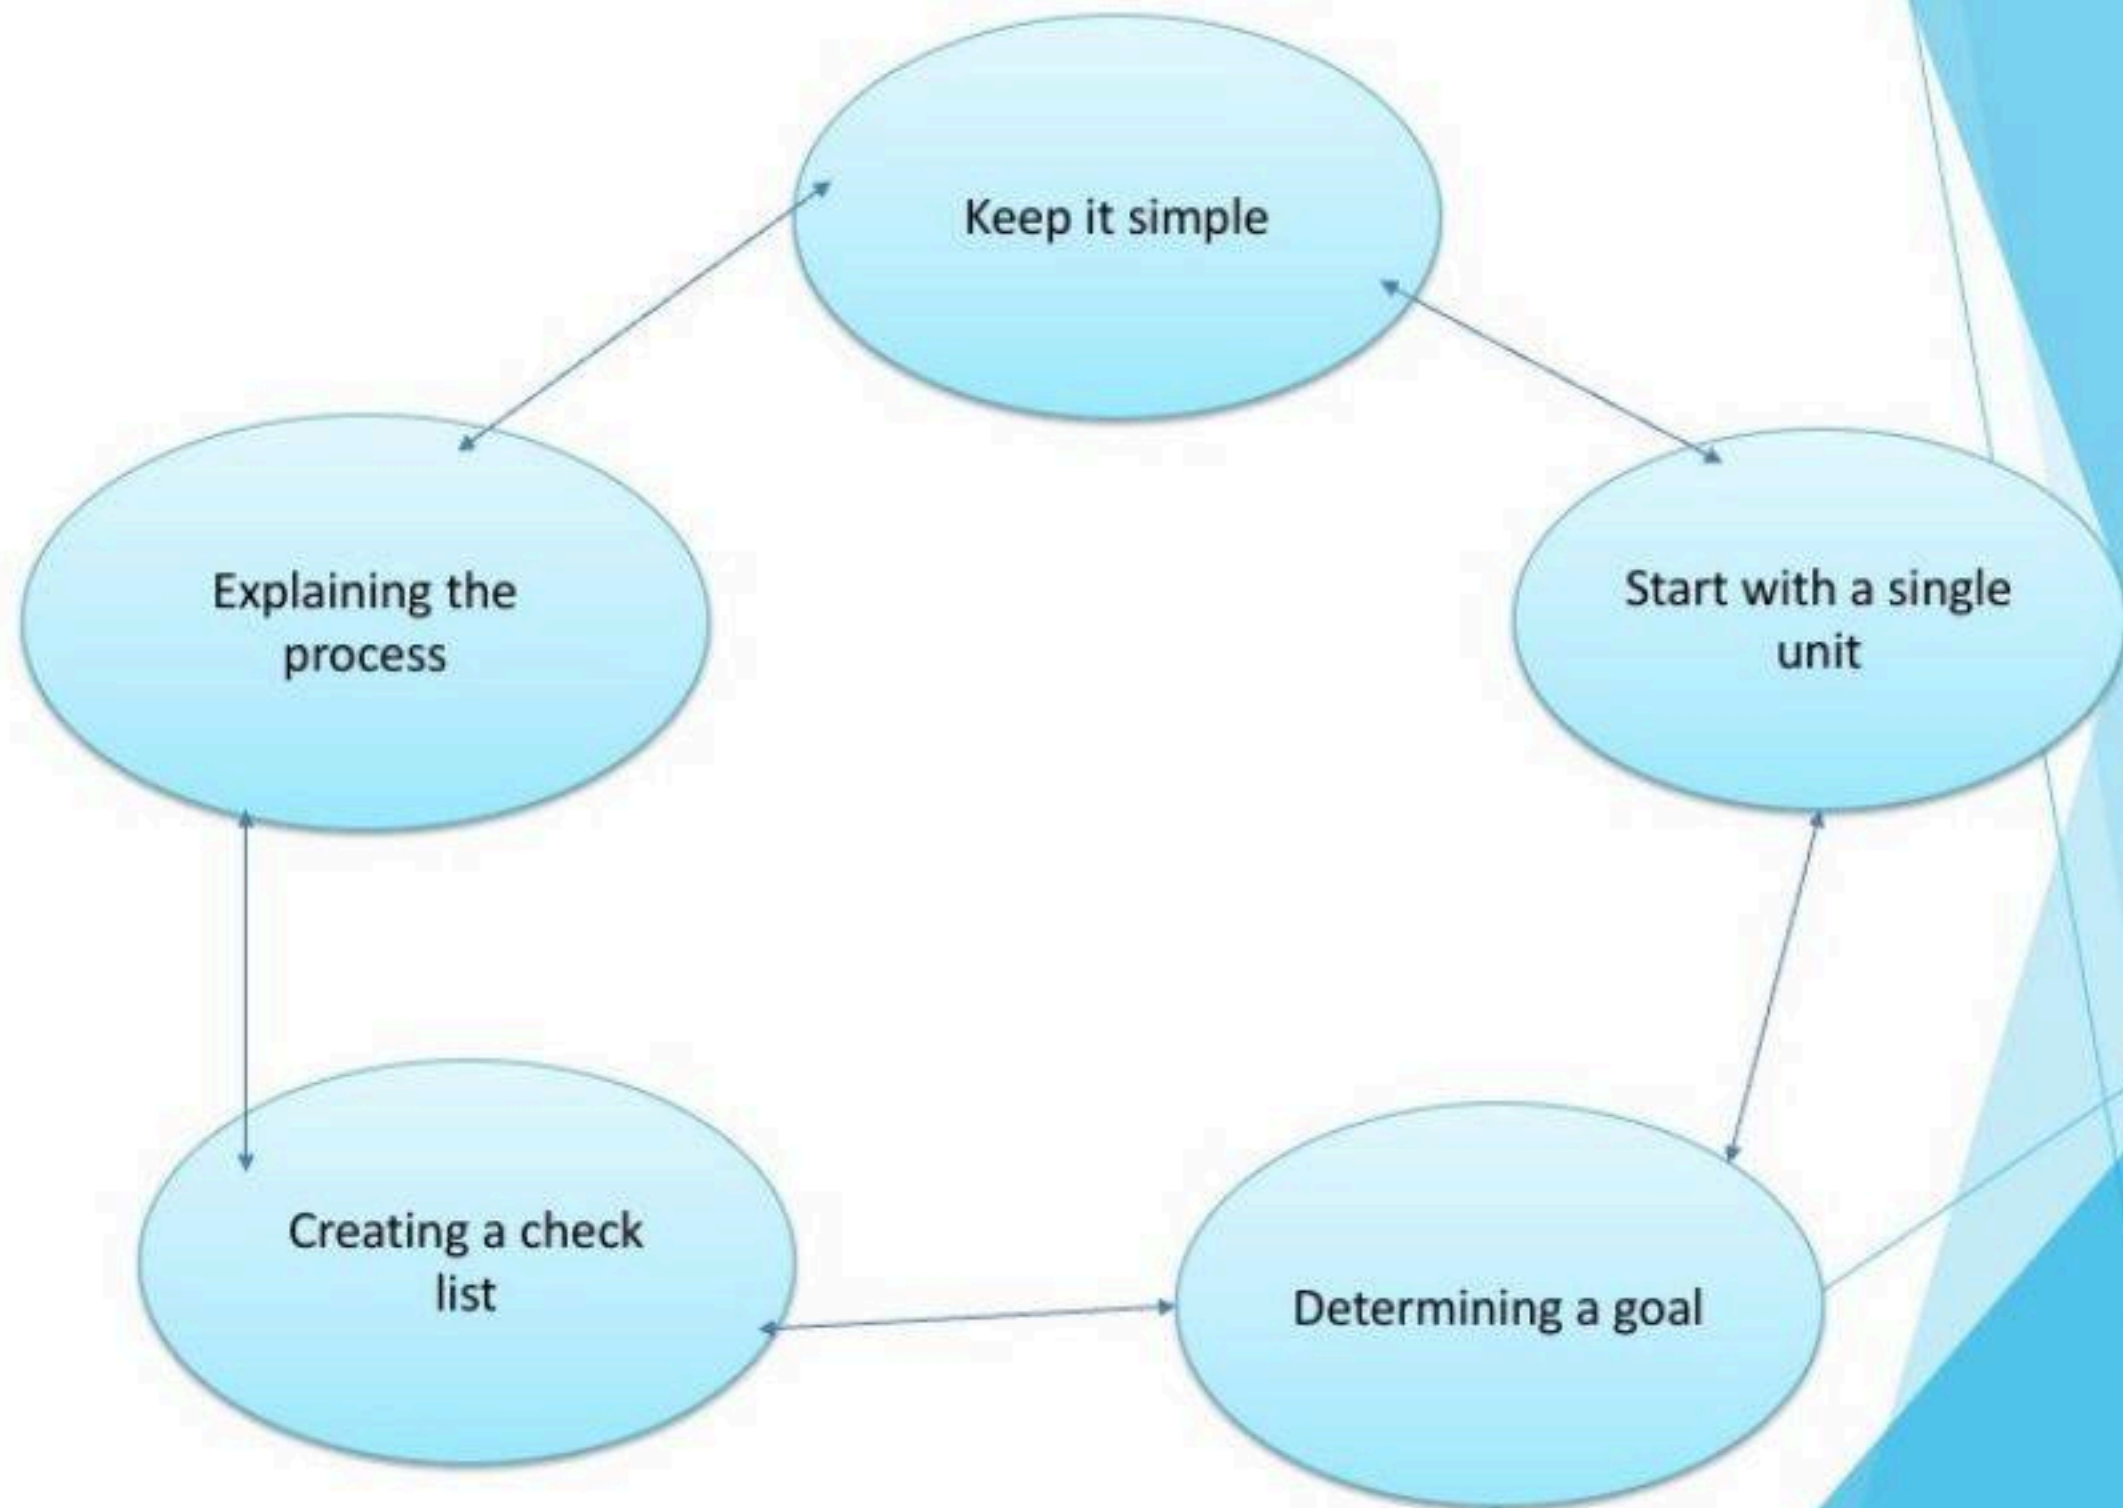 Keep it simple
Start with a single
unit
Determining a goal
Creating a check
list
Explaining the
process